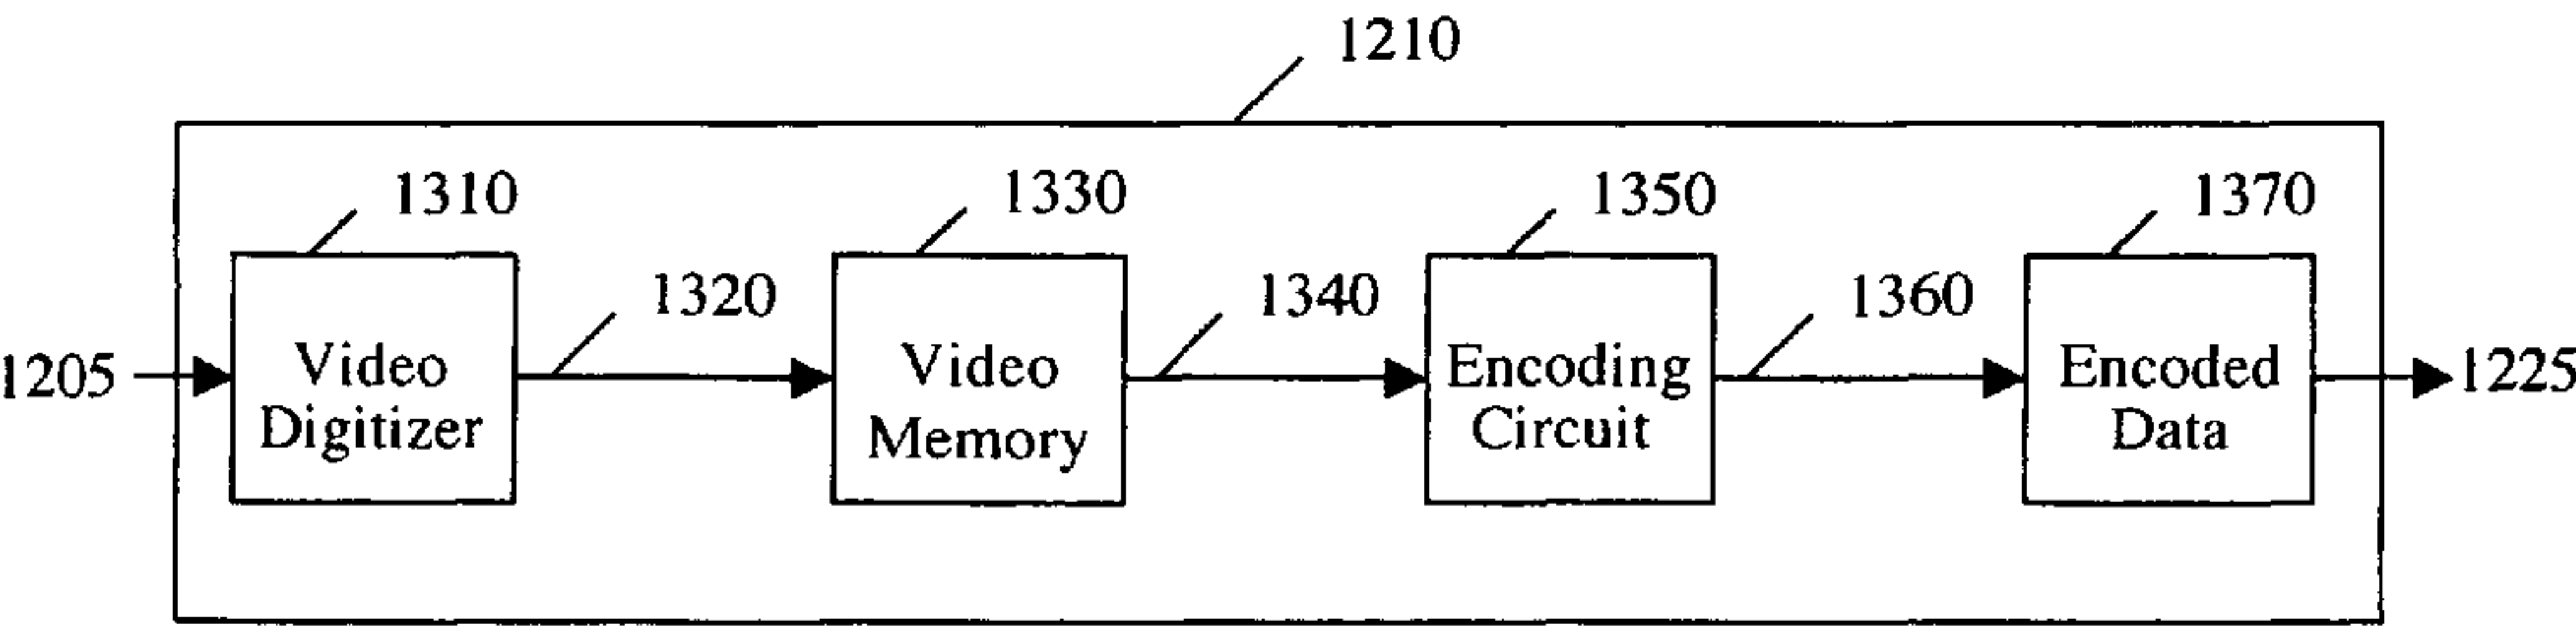 1210
1310
1330
1350
1370
1320
1340
1360
1205
Video
Digitizer
Video
Memory
Encoding
Circuit
Encoded
Data
1225